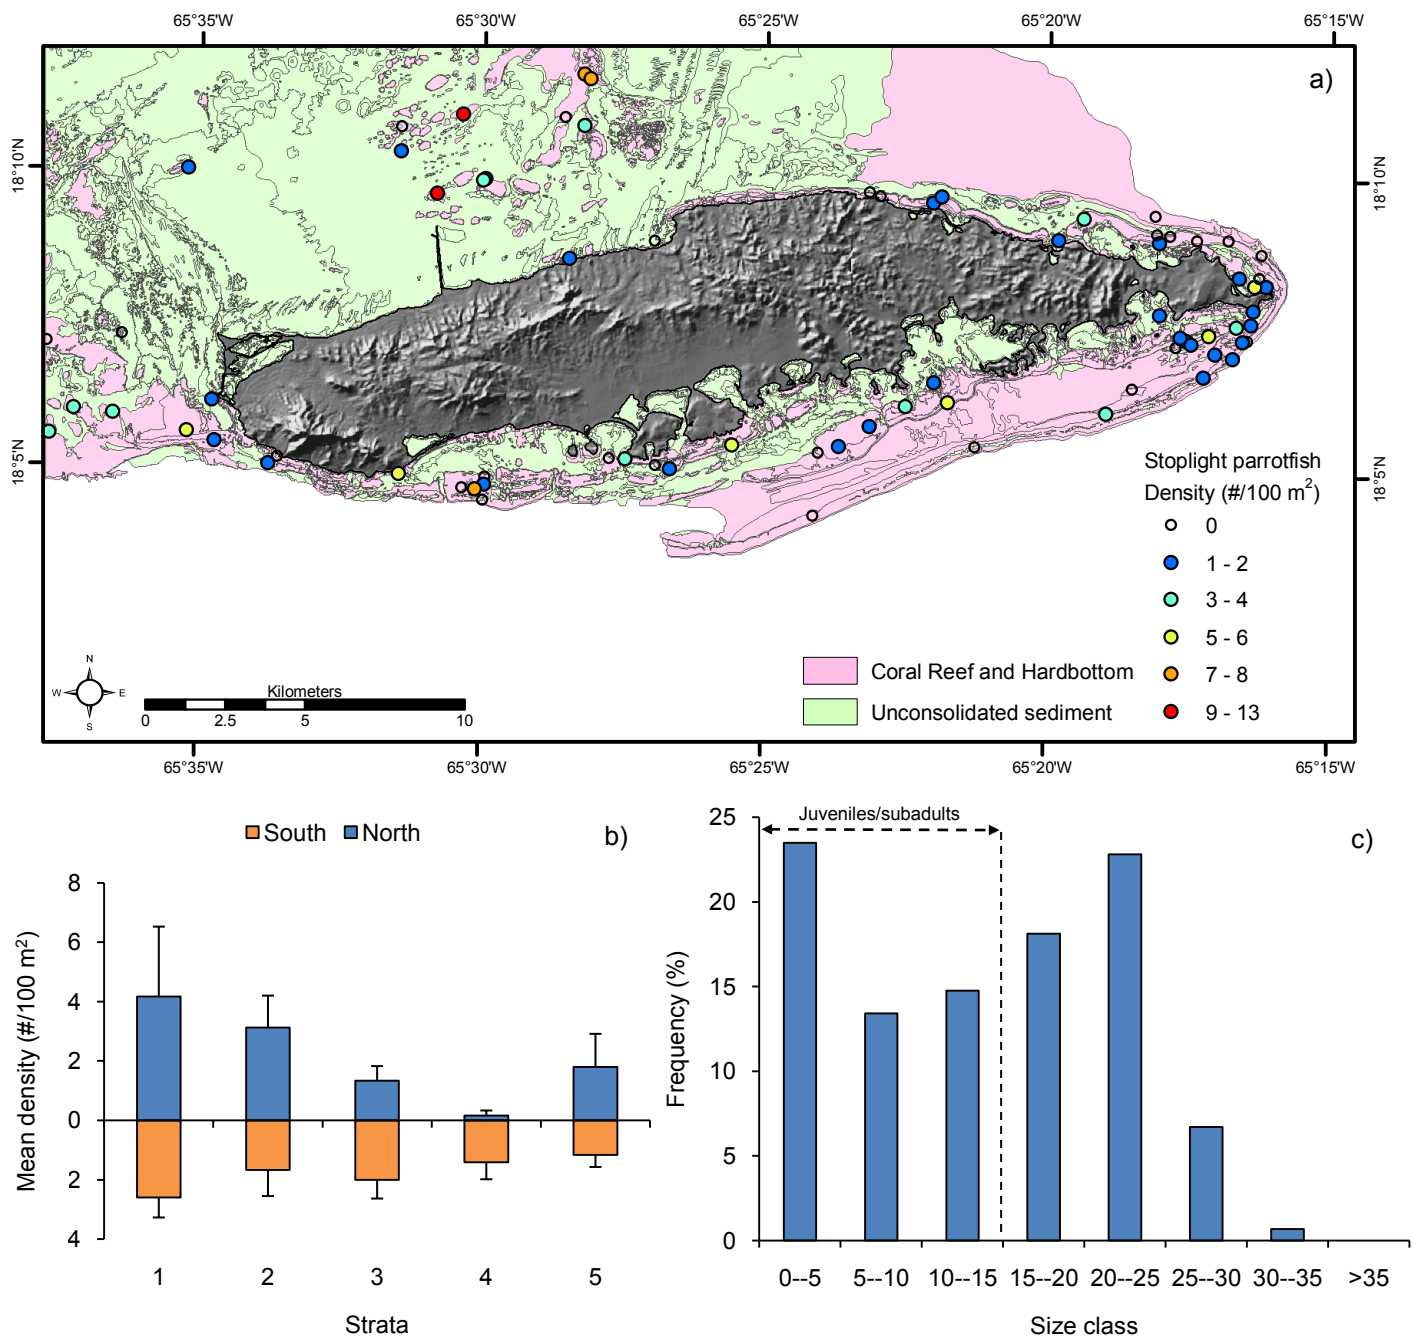 65°35'W 65°30'W 65°25'W 65°20'W 65°15'W
a)
18°10'N 18°10'N
18°5'N 18°5'N
Stoplight parrotfish
Density (#/100 m²)
0
1 - 2
3 - 4
5 - 6
7 - 8
9 - 13
Coral Reef and Hardbottom
Unconsolidated sediment
N
W E
S
Kilometers
0 2.5 5 10
65°35'W 65°30'W 65°25'W 65°20'W 65°15'W
South North
b)
Mean density (#/100 m²)
8
6
4
2
0
2
4
1 2 3 4 5
Strata
Juveniles/subadults
c)
Frequency (%)
25
20
15
10
5
0
0--5 5--10 10--15 15--20 20--25 25--30 30--35 >35
Size class